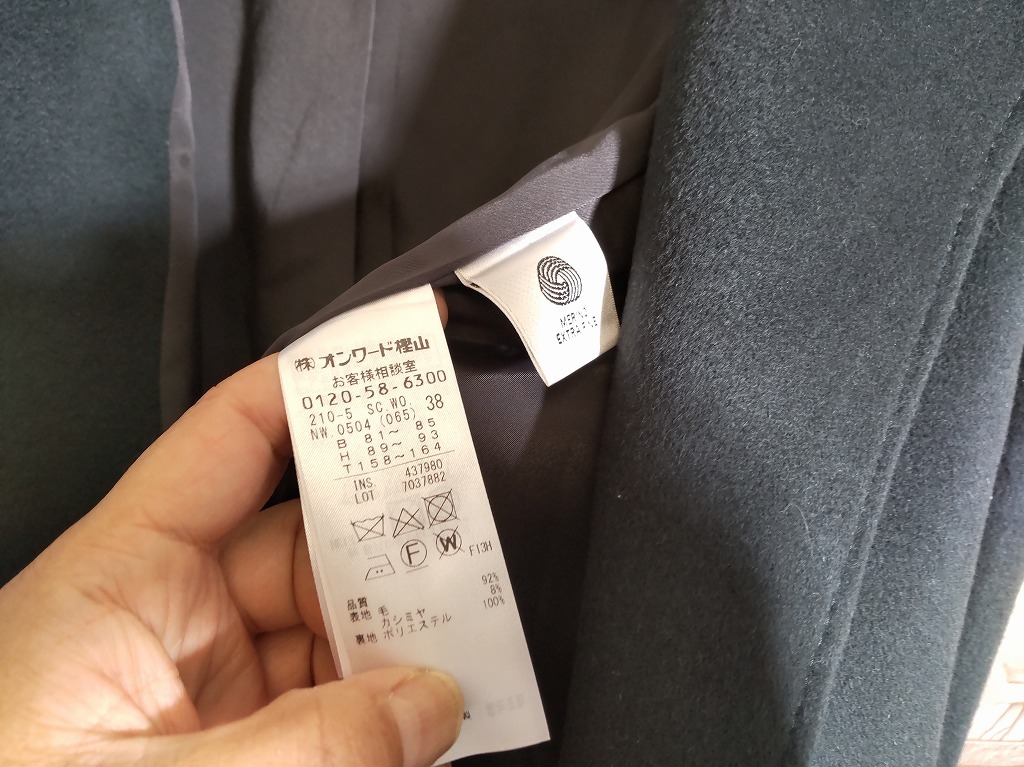 ㈱オンワード樫山
お客様相談室
0120-58-6300
210-5 SC.WO. 38
NW.0504 (065)
B 81～ 85
H 89～ 93
T158～164
INS. 437980
LOT 7037882
F W F13H
品質
表地 毛 92%
カシミヤ 8%
裏地 ポリエステル 100%
MERINO
EXTRAFINE